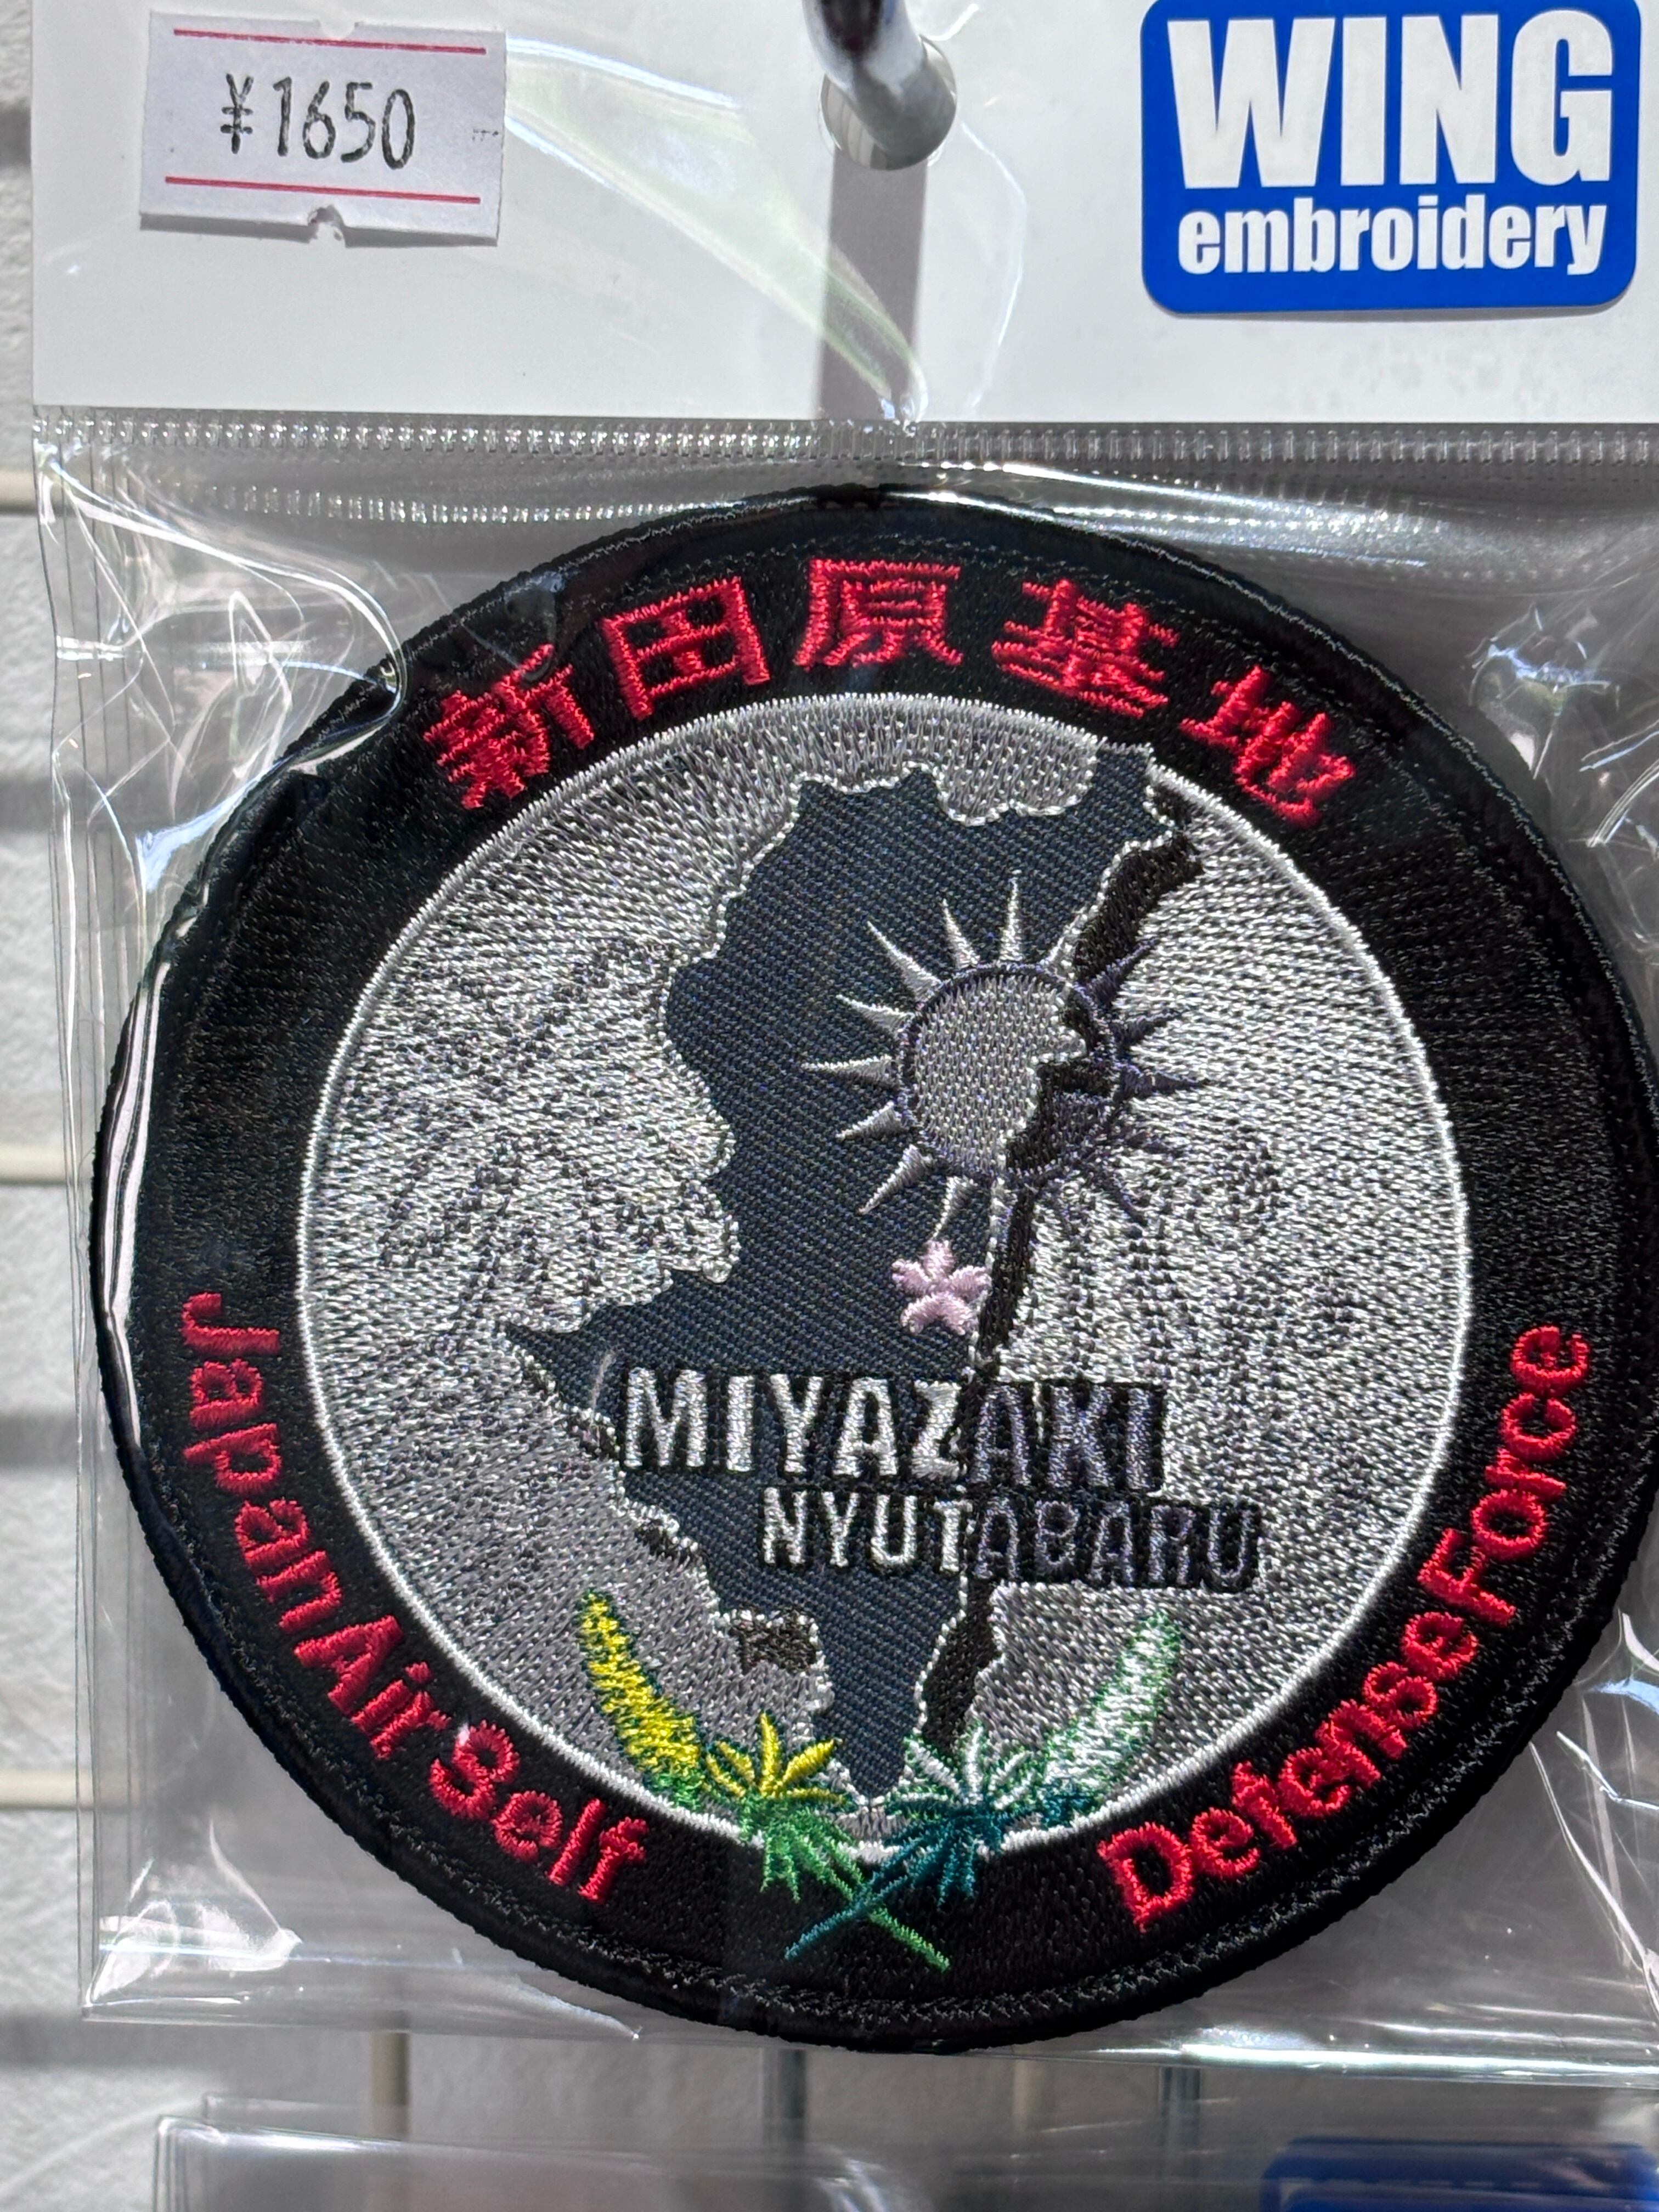 ¥1650
WING
embroidery
新田原基地
MIYAZAKI
NYUTABARU
Japan Air Self
Defense Force